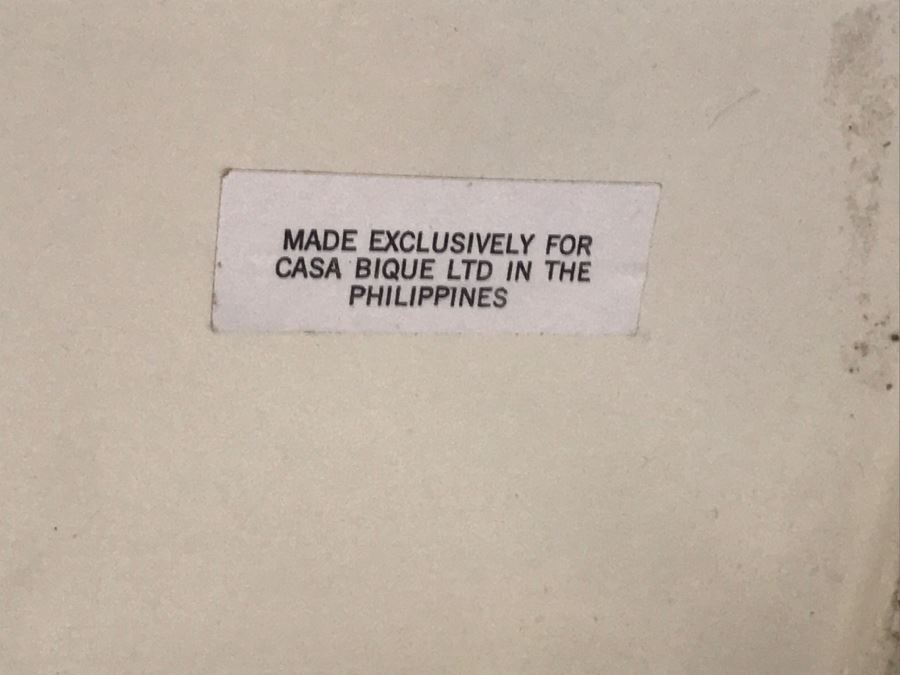 MADE EXCLUSIVELY FOR
CASA BIQUE LTD IN THE
PHILIPPINES